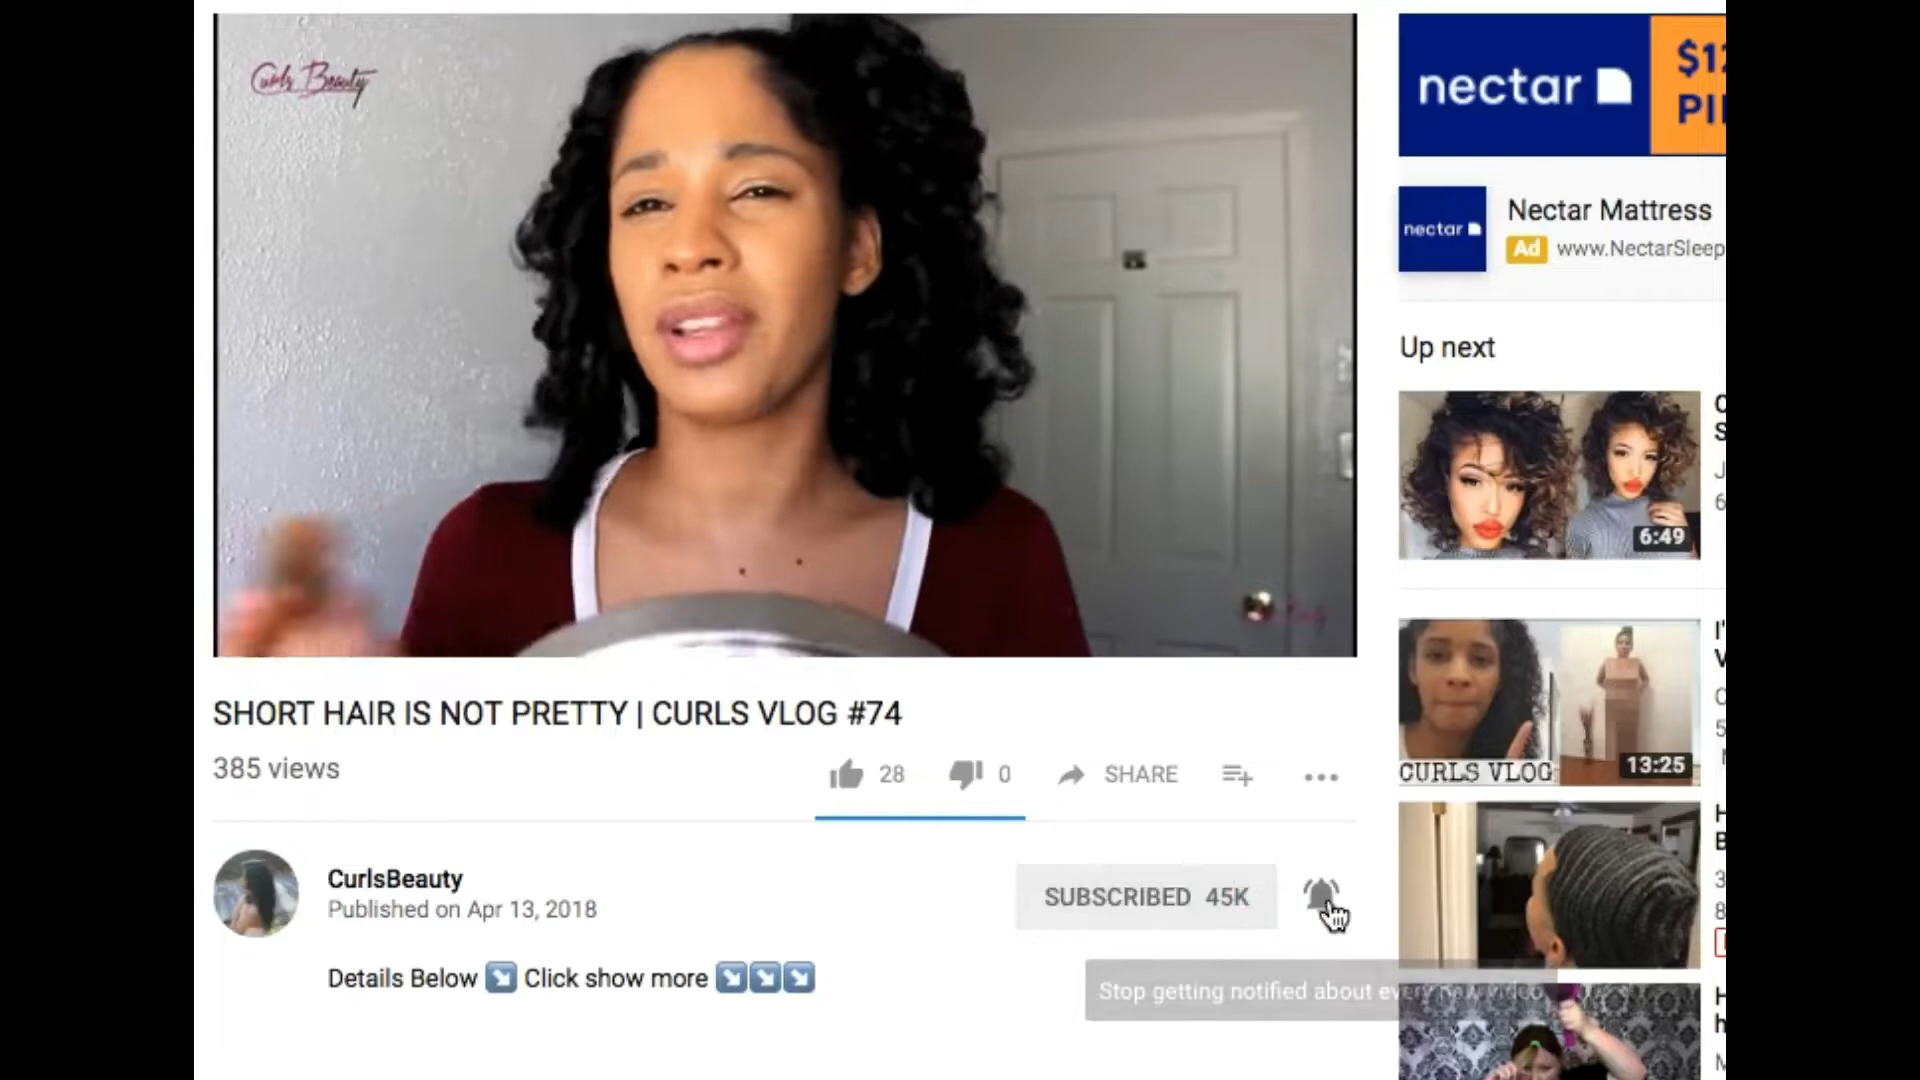 Curls Beauty
SHORT HAIR IS NOT PRETTY | CURLS VLOG #74
385 views
28
0
SHARE
CurlsBeauty
Published on Apr 13, 2018
SUBSCRIBED 45K
Details Below ↘ Click show more ↘↘↘
Stop getting notified about every new video
nectar
nectar
Nectar Mattress
Ad www.NectarSleep
Up next
6:49
CURLS VLOG
13:25